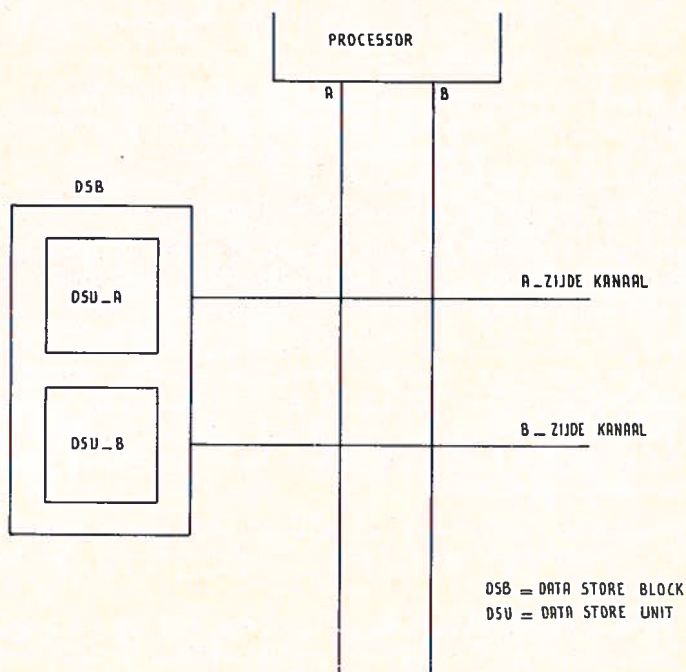 PROCESSOR
A B
DSB
DSU_A
A_ZIJDE KANAAL
DSU_B
B_ZIJDE KANAAL
DSB = DATA STORE BLOCK
DSU = DATA STORE UNIT